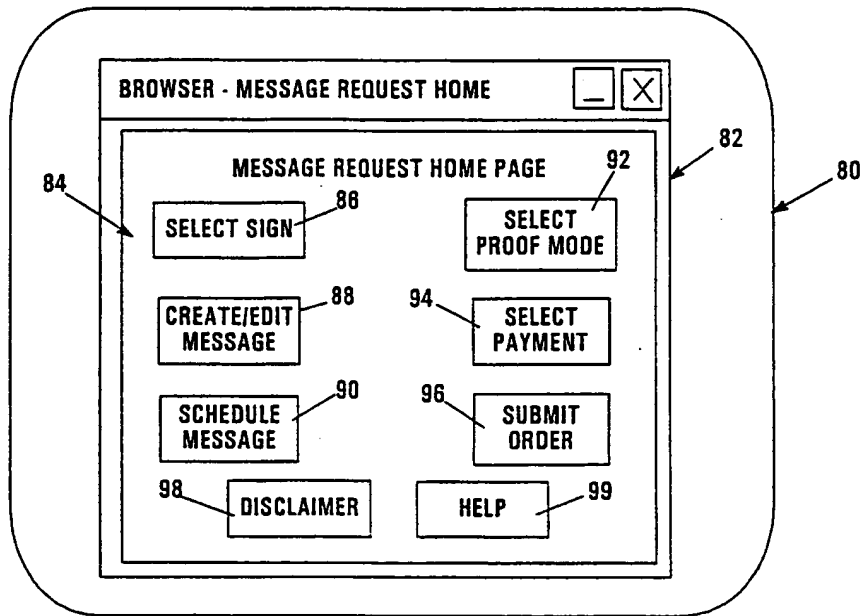 BROWSER - MESSAGE REQUEST HOME _ X
82
80
MESSAGE REQUEST HOME PAGE
92
84
86
SELECT SIGN
SELECT
PROOF MODE
88
CREATE/EDIT
MESSAGE
94
SELECT
PAYMENT
90
SCHEDULE
MESSAGE
96
SUBMIT
ORDER
98
DISCLAIMER
HELP
99